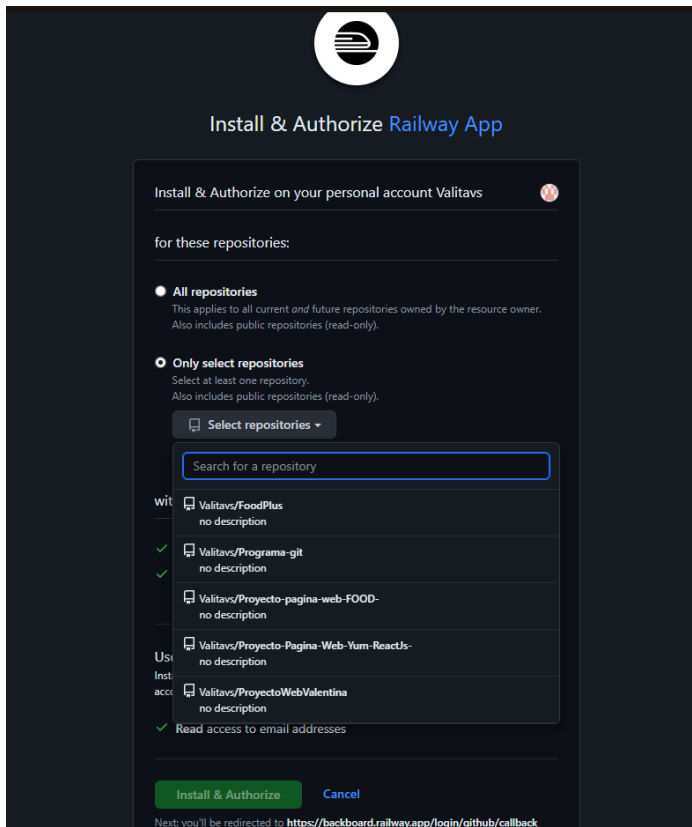 Install & Authorize Railway App
Install & Authorize on your personal account Valitavs
for these repositories:
All repositories
This applies to all current and future repositories owned by the resource owner.
Also includes public repositories (read-only).
Only select repositories
Select at least one repository.
Also includes public repositories (read-only).
Select repositories
Search for a repository
Valitavs/FoodPlus
no description
Valitavs/Programa-git
no description
Valitavs/Proyecto-pagina-web-FOOD-
no description
Valitavs/Proyecto-Pagina-Web-Yum-ReactJs-
no description
Valitavs/ProyectoWebValentina
no description
Read access to email addresses
Install & Authorize
Cancel
Next: you'll be redirected to https://backboard.railway.app/login/github/callback